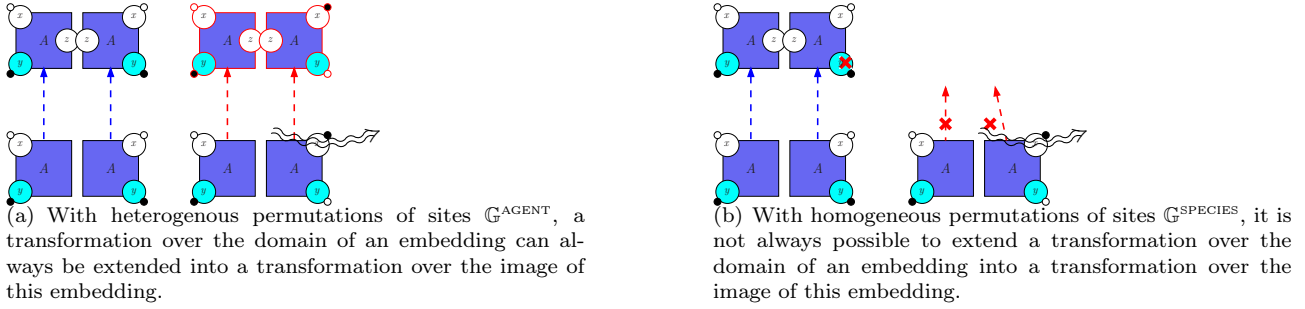 x x x x
A z z A A z z A
y y y y
x x x
A A A A
y y y y
(a) With heterogenous permutations of sites 𝔾^AGENT, a
transformation over the domain of an embedding can al-
ways be extended into a transformation over the image of
this embedding.
x x
A z z A
y y
x x x
A A A A
y y y y
(b) With homogeneous permutations of sites 𝔾^SPECIES, it is
not always possible to extend a transformation over the
domain of an embedding into a transformation over the
image of this embedding.